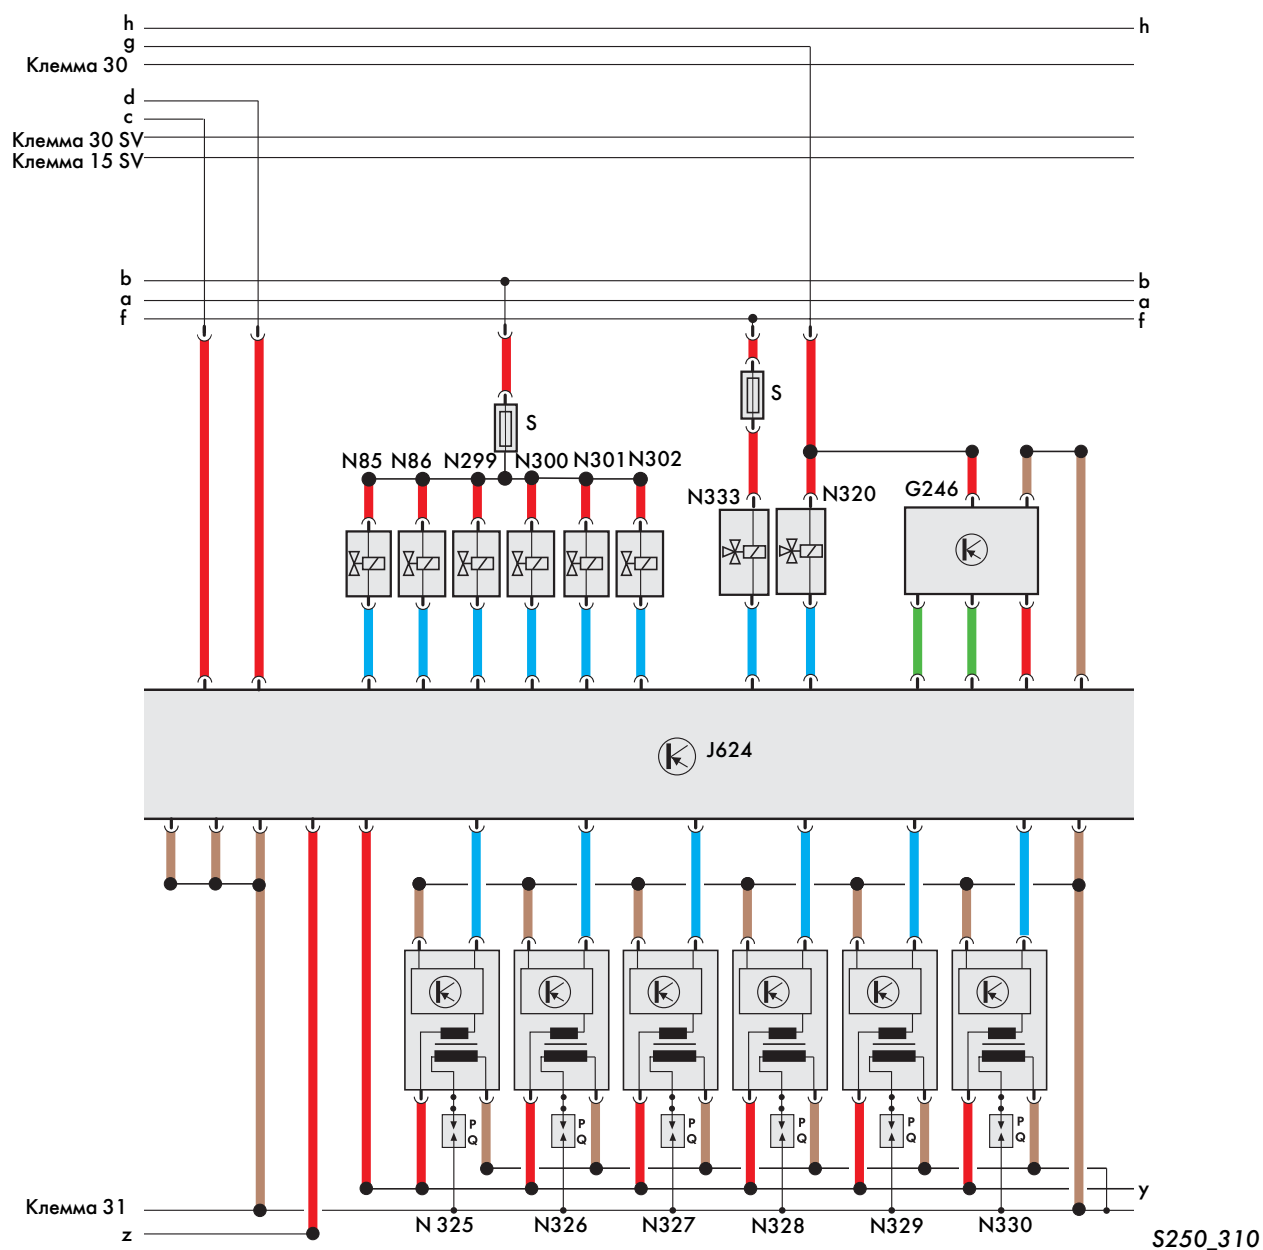 h h
g
Клемма 30
d
c
Клемма 30 SV
Клемма 15 SV
b b
a a
f f
S
S
N85 N86 N299 N300 N301 N302
N333 N320 G246
J624
P P P P P P
Q Q Q Q Q Q
y
Клемма 31
z
N 325 N326 N327 N328 N329 N330
S250_310